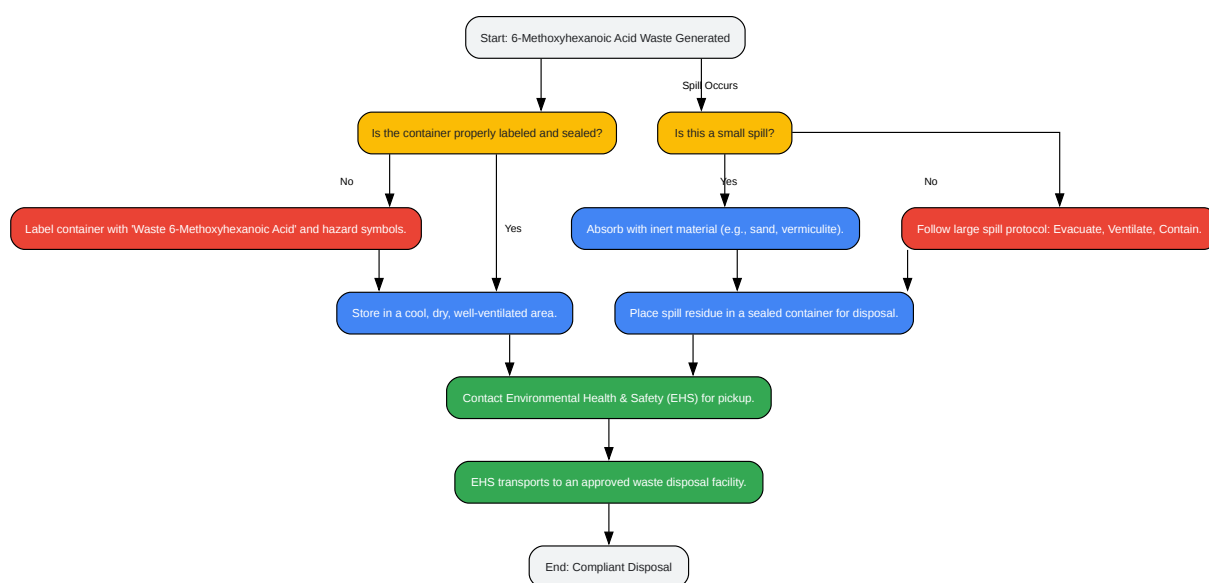 Start: 6-Methoxyhexanoic Acid Waste Generated
Spill Occurs
Is the container properly labeled and sealed?
Is this a small spill?
No
Yes
No
Label container with 'Waste 6-Methoxyhexanoic Acid' and hazard symbols.
Yes
Absorb with inert material (e.g., sand, vermiculite).
Follow large spill protocol: Evacuate, Ventilate, Contain.
Store in a cool, dry, well-ventilated area.
Place spill residue in a sealed container for disposal.
Contact Environmental Health & Safety (EHS) for pickup.
EHS transports to an approved waste disposal facility.
End: Compliant Disposal